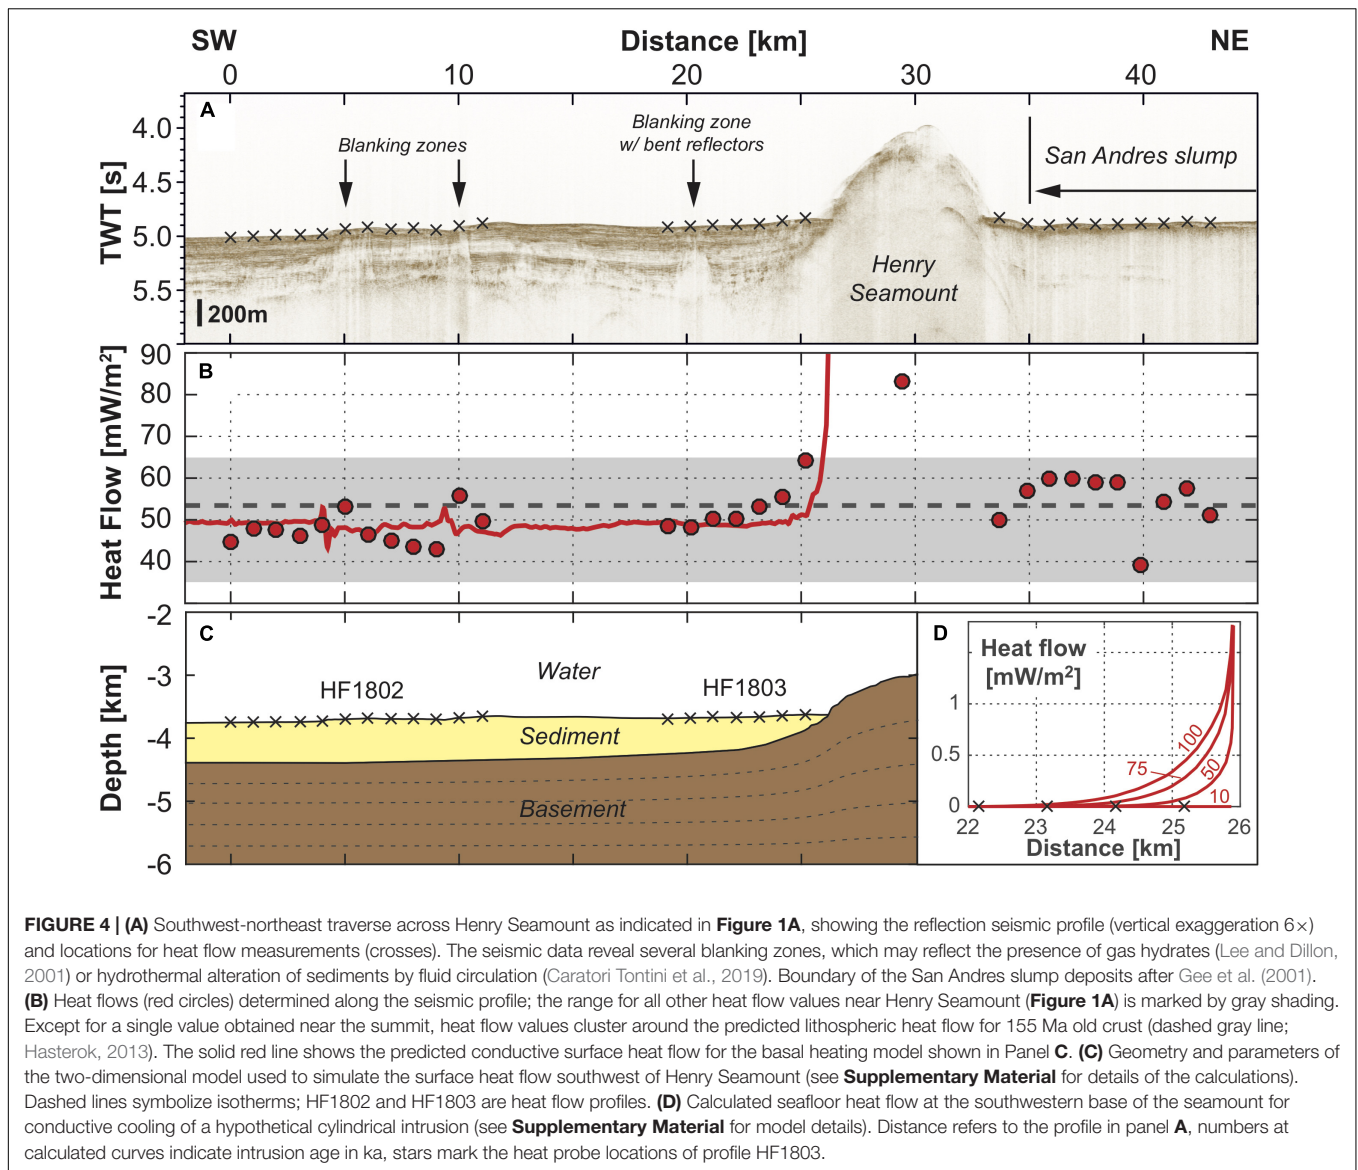 SW
Distance [km]
NE
0
10
20
30
40
A
Blanking zones
Blanking zone
w/ bent reflectors
San Andres slump
Henry
Seamount
TWT [s]
4.0
4.5
5.0
5.5
200m
B
Heat Flow [mW/m²]
90
80
70
60
50
40
C
Depth [km]
-2
-3
-4
-5
-6
Water
HF1802
HF1803
Sediment
Basement
D
Heat flow
[mW/m²]
1
0.5
0
100
75
50
10
22
23
24
25
26
Distance [km]
FIGURE 4 | (A) Southwest-northeast traverse across Henry Seamount as indicated in Figure 1A, showing the reflection seismic profile (vertical exaggeration 6×)
and locations for heat flow measurements (crosses). The seismic data reveal several blanking zones, which may reflect the presence of gas hydrates (Lee and Dillon,
2001) or hydrothermal alteration of sediments by fluid circulation (Caratori Tontini et al., 2019). Boundary of the San Andres slump deposits after Gee et al. (2001).
(B) Heat flows (red circles) determined along the seismic profile; the range for all other heat flow values near Henry Seamount (Figure 1A) is marked by gray shading.
Except for a single value obtained near the summit, heat flow values cluster around the predicted lithospheric heat flow for 155 Ma old crust (dashed gray line;
Hasterok, 2013). The solid red line shows the predicted conductive surface heat flow for the basal heating model shown in Panel C. (C) Geometry and parameters of
the two-dimensional model used to simulate the surface heat flow southwest of Henry Seamount (see Supplementary Material for details of the calculations).
Dashed lines symbolize isotherms; HF1802 and HF1803 are heat flow profiles. (D) Calculated seafloor heat flow at the southwestern base of the seamount for
conductive cooling of a hypothetical cylindrical intrusion (see Supplementary Material for model details). Distance refers to the profile in panel A, numbers at
calculated curves indicate intrusion age in ka, stars mark the heat probe locations of profile HF1803.